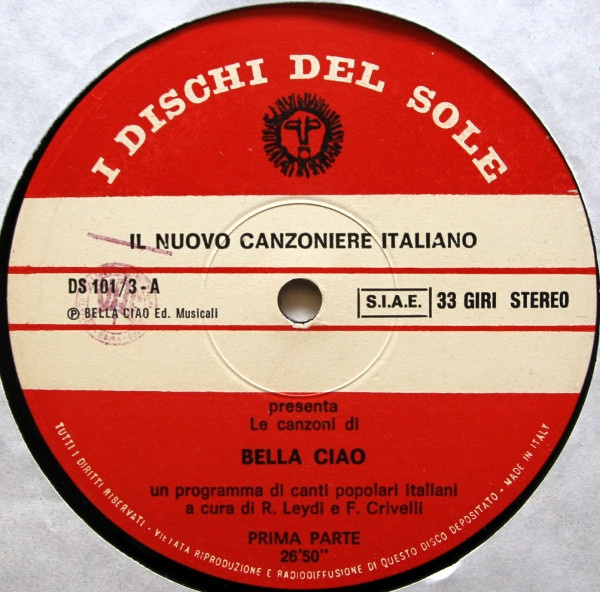 I DISCHI DEL SOLE
IL NUOVO CANZONIERE ITALIANO
DS 101/3 - A
S.I.A.E. 33 GIRI STEREO
Ⓟ BELLA CIAO Ed. Musicali
presenta
Le canzoni di
BELLA CIAO
un programma di canti popolari italiani
a cura di R. Leydi e F. Crivelli
PRIMA PARTE
26'50"
TUTTI I DIRITTI RISERVATI - VIETATA RIPRODUZIONE E RADIODIFFUSIONE DI QUESTO DISCO DEPOSITATO - MADE IN ITALY